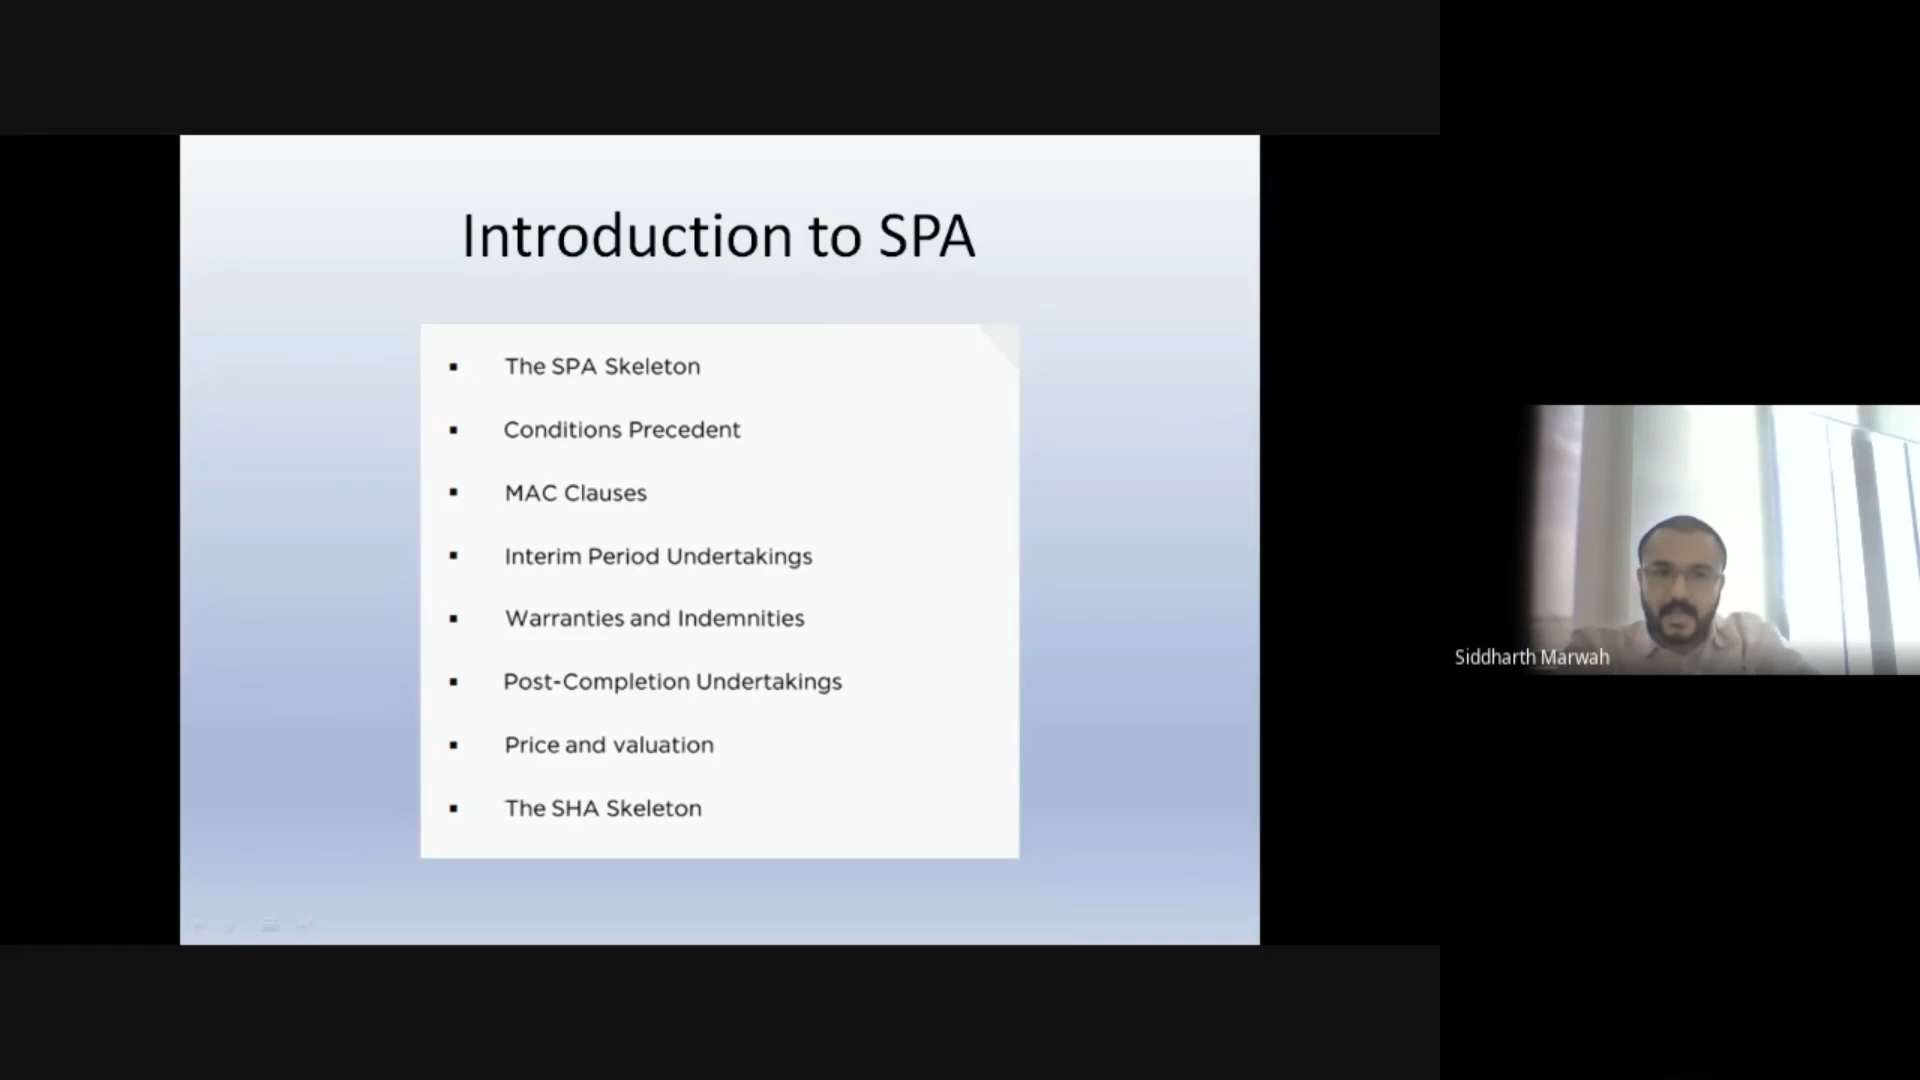 Introduction to SPA
▪ The SPA Skeleton
▪ Conditions Precedent
▪ MAC Clauses
▪ Interim Period Undertakings
▪ Warranties and Indemnities
▪ Post-Completion Undertakings
▪ Price and valuation
▪ The SHA Skeleton
Siddharth Marwah